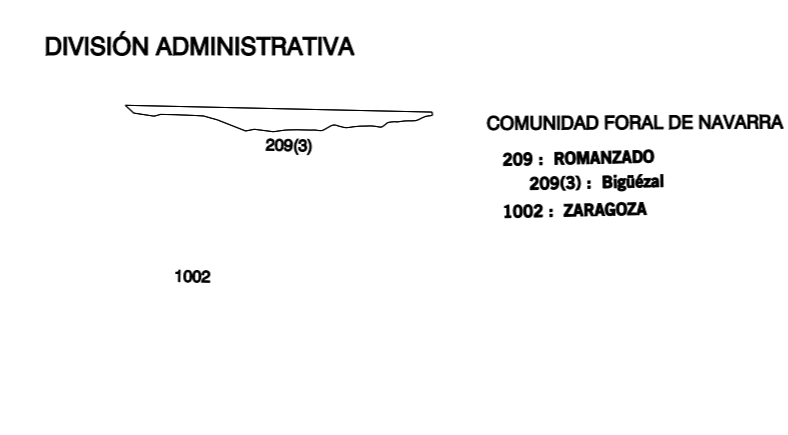 DIVISIÓN ADMINISTRATIVA
209(3)
1002
COMUNIDAD FORAL DE NAVARRA
209 : ROMANZADO
209(3) : Bigüézal
1002 : ZARAGOZA